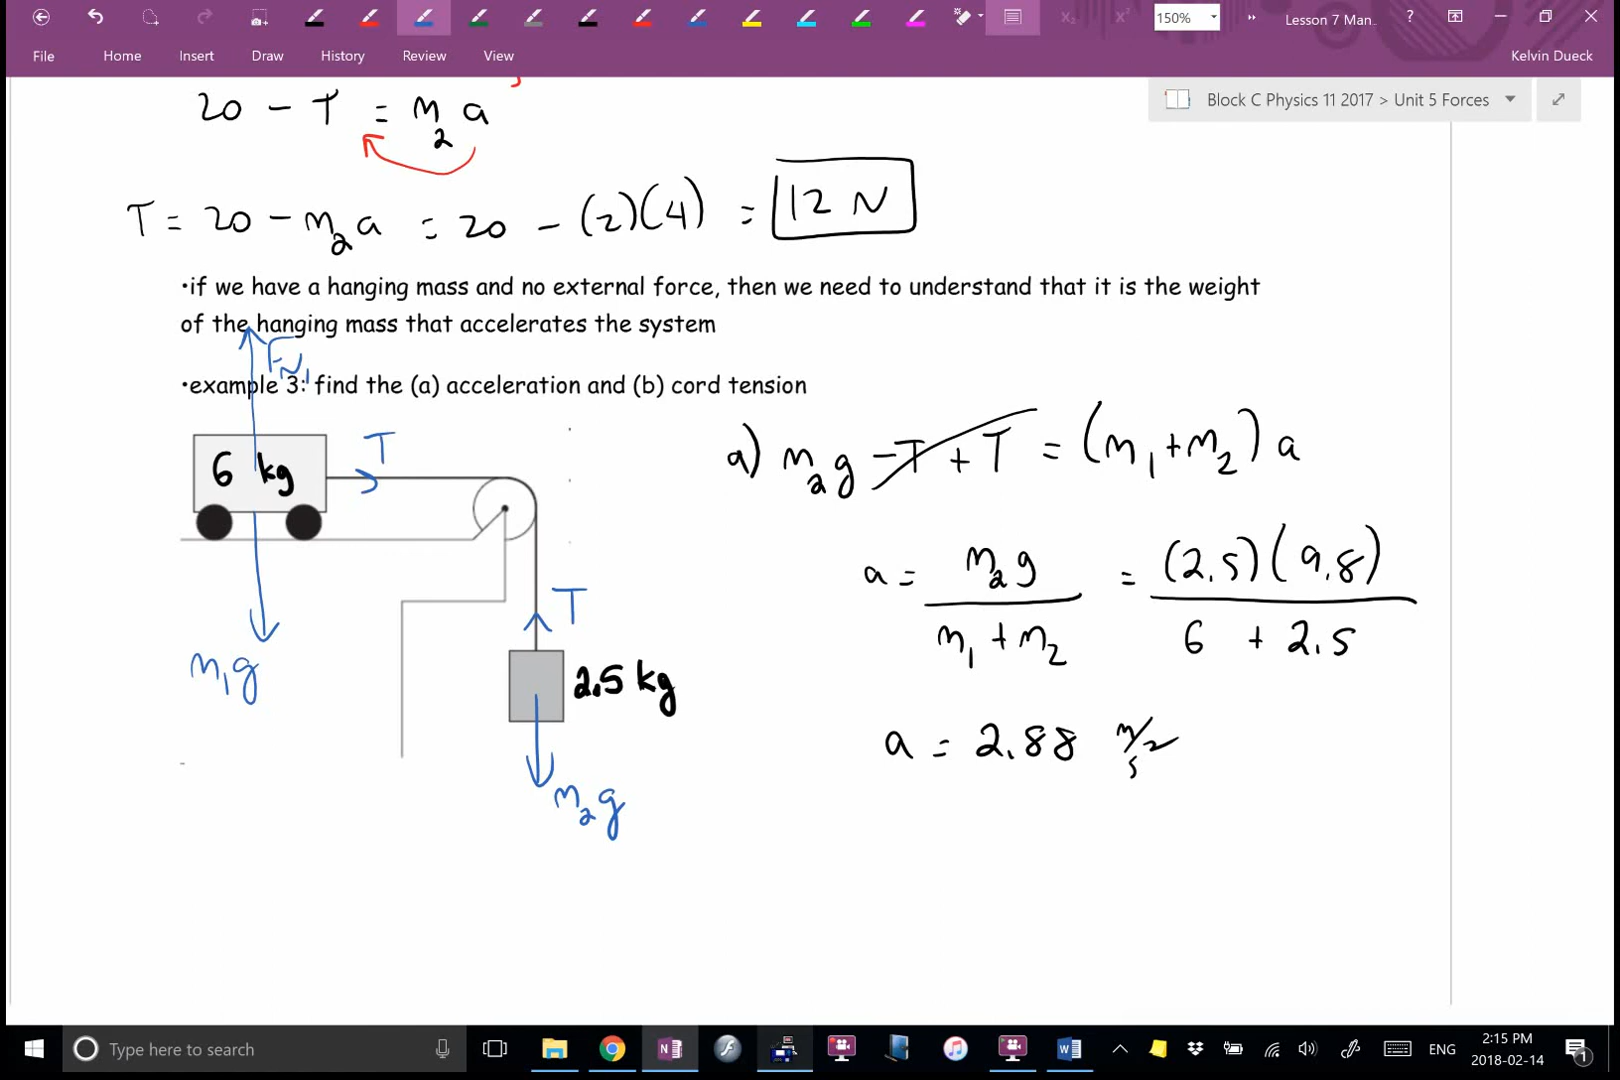 150% Lesson 7 Man.. ?
File Home Insert Draw History Review View Kelvin Dueck
Block C Physics 11 2017 > Unit 5 Forces
20 - T = m₂a
T = 20 - m₂a = 20 - (2)(4) = 12 N
•if we have a hanging mass and no external force, then we need to understand that it is the weight
of the hanging mass that accelerates the system
FN₁
•example 3: find the (a) acceleration and (b) cord tension
6 kg
T
a) m₂g - T + T = (m₁+m₂) a
a = m₂g / m₁ + m₂ = (2.5)(9.8) / 6 + 2.5
T
m₁g
2.5 kg
a = 2.88 m/s²
m₂g
Type here to search
ENG
2:15 PM
2018-02-14
1